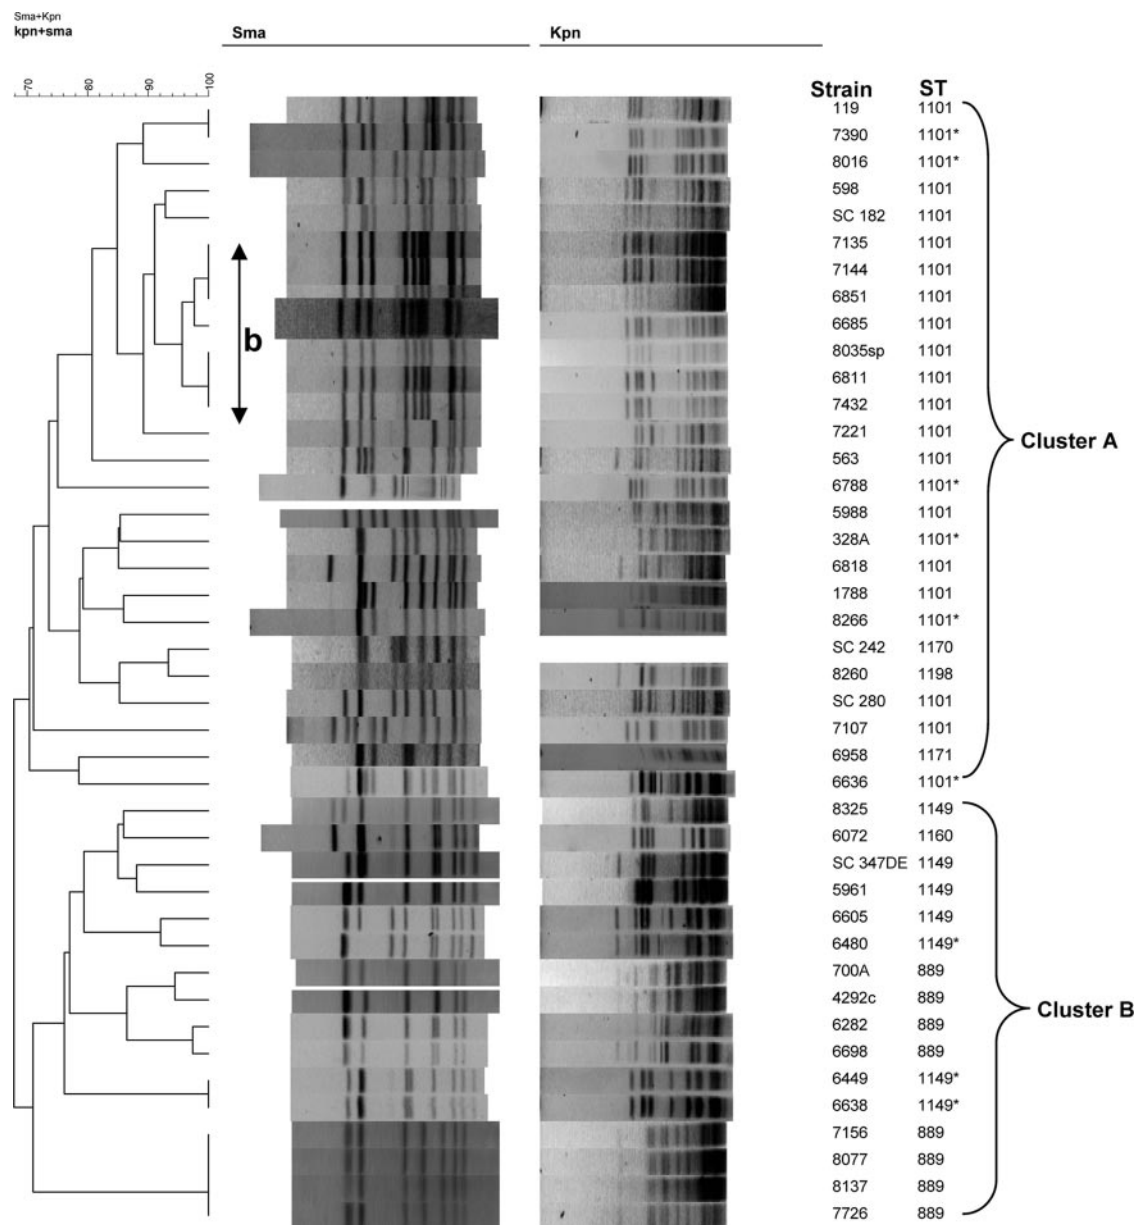 Sma+Kpn
kpn+sma
Sma Kpn
70 80 90 100
Strain ST
119 1101
7390 1101*
8016 1101*
598 1101
SC 182 1101
7135 1101
7144 1101
6851 1101
b
6685 1101
8035sp 1101
6811 1101
7432 1101
7221 1101
Cluster A
563 1101
6788 1101*
5988 1101
328A 1101*
6818 1101
1788 1101
8266 1101*
SC 242 1170
8260 1198
SC 280 1101
7107 1101
6958 1171
6636 1101*
8325 1149
6072 1160
SC 347DE 1149
5961 1149
6605 1149
6480 1149*
700A 889
4292c 889
Cluster B
6282 889
6698 889
6449 1149*
6638 1149*
7156 889
8077 889
8137 889
7726 889